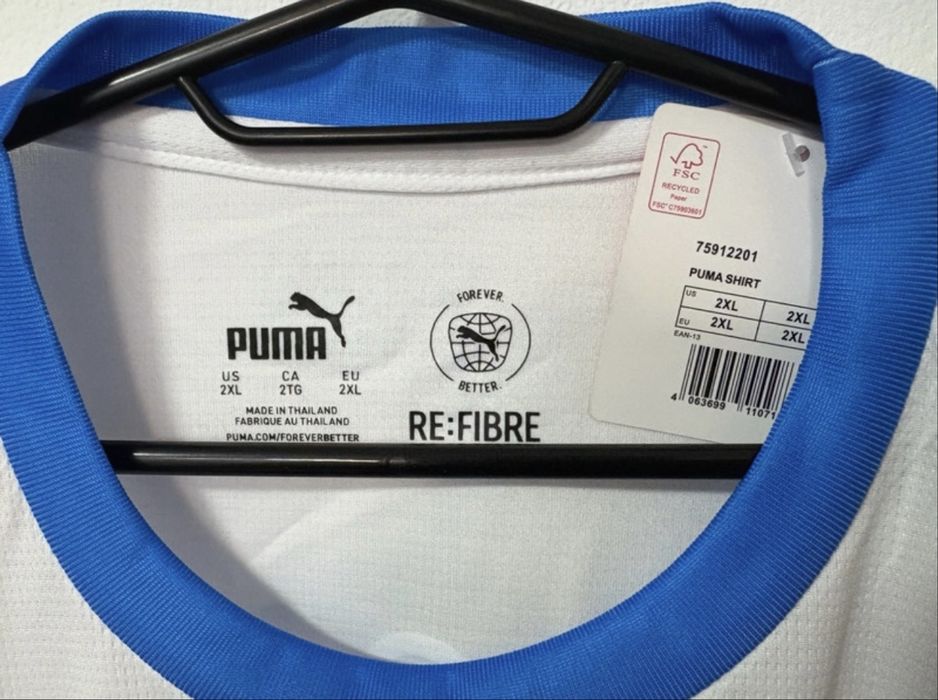 PUMA
US CA EU
2XL 2TG 2XL
MADE IN THAILAND
FABRIQUE AU THAILAND
PUMA.COM/FOREVERBETTER
FOREVER.
BETTER.
RE:FIBRE
FSC
RECYCLED
Paper
75912201
PUMA SHIRT
US 2XL 2XL
EU 2XL 2XL
EAN-13
4 063699 11071